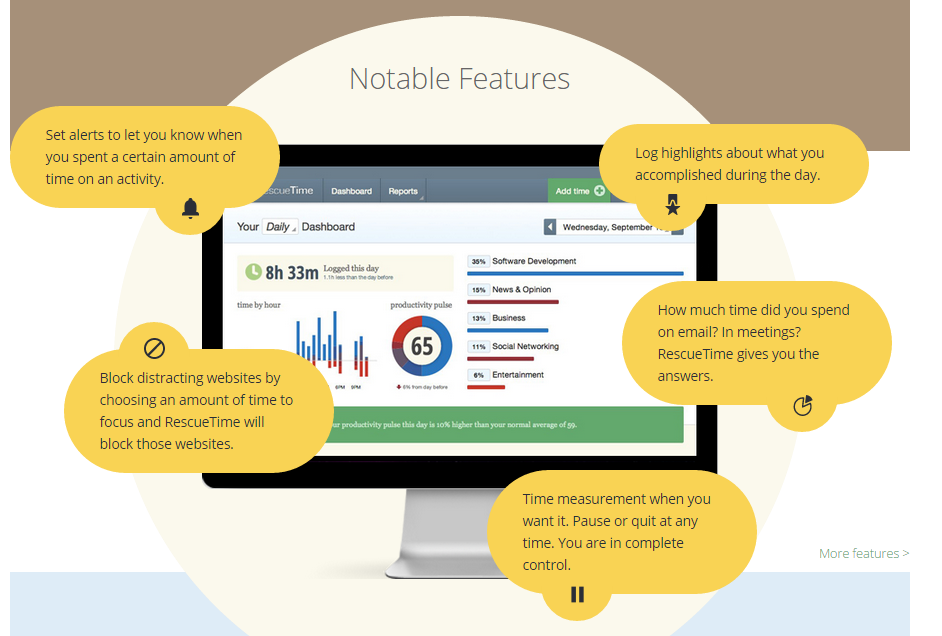 Notable Features
Set alerts to let you know when
you spent a certain amount of
time on an activity.
Log highlights about what you
accomplished during the day.
Dashboard
Reports
Add time
Your Daily Dashboard
Wednesday, September
8h 33m
Logged this day
1.1h less than the day before
time by hour
productivity pulse
65
6% from day before
6PM 9PM
35% Software Development
15% News & Opinion
13% Business
11% Social Networking
6% Entertainment
productivity pulse this day is 10% higher than your normal average of 59.
How much time did you spend
on email? In meetings?
RescueTime gives you the
answers.
Block distracting websites by
choosing an amount of time to
focus and RescueTime will
block those websites.
Time measurement when you
want it. Pause or quit at any
time. You are in complete
control.
More features >